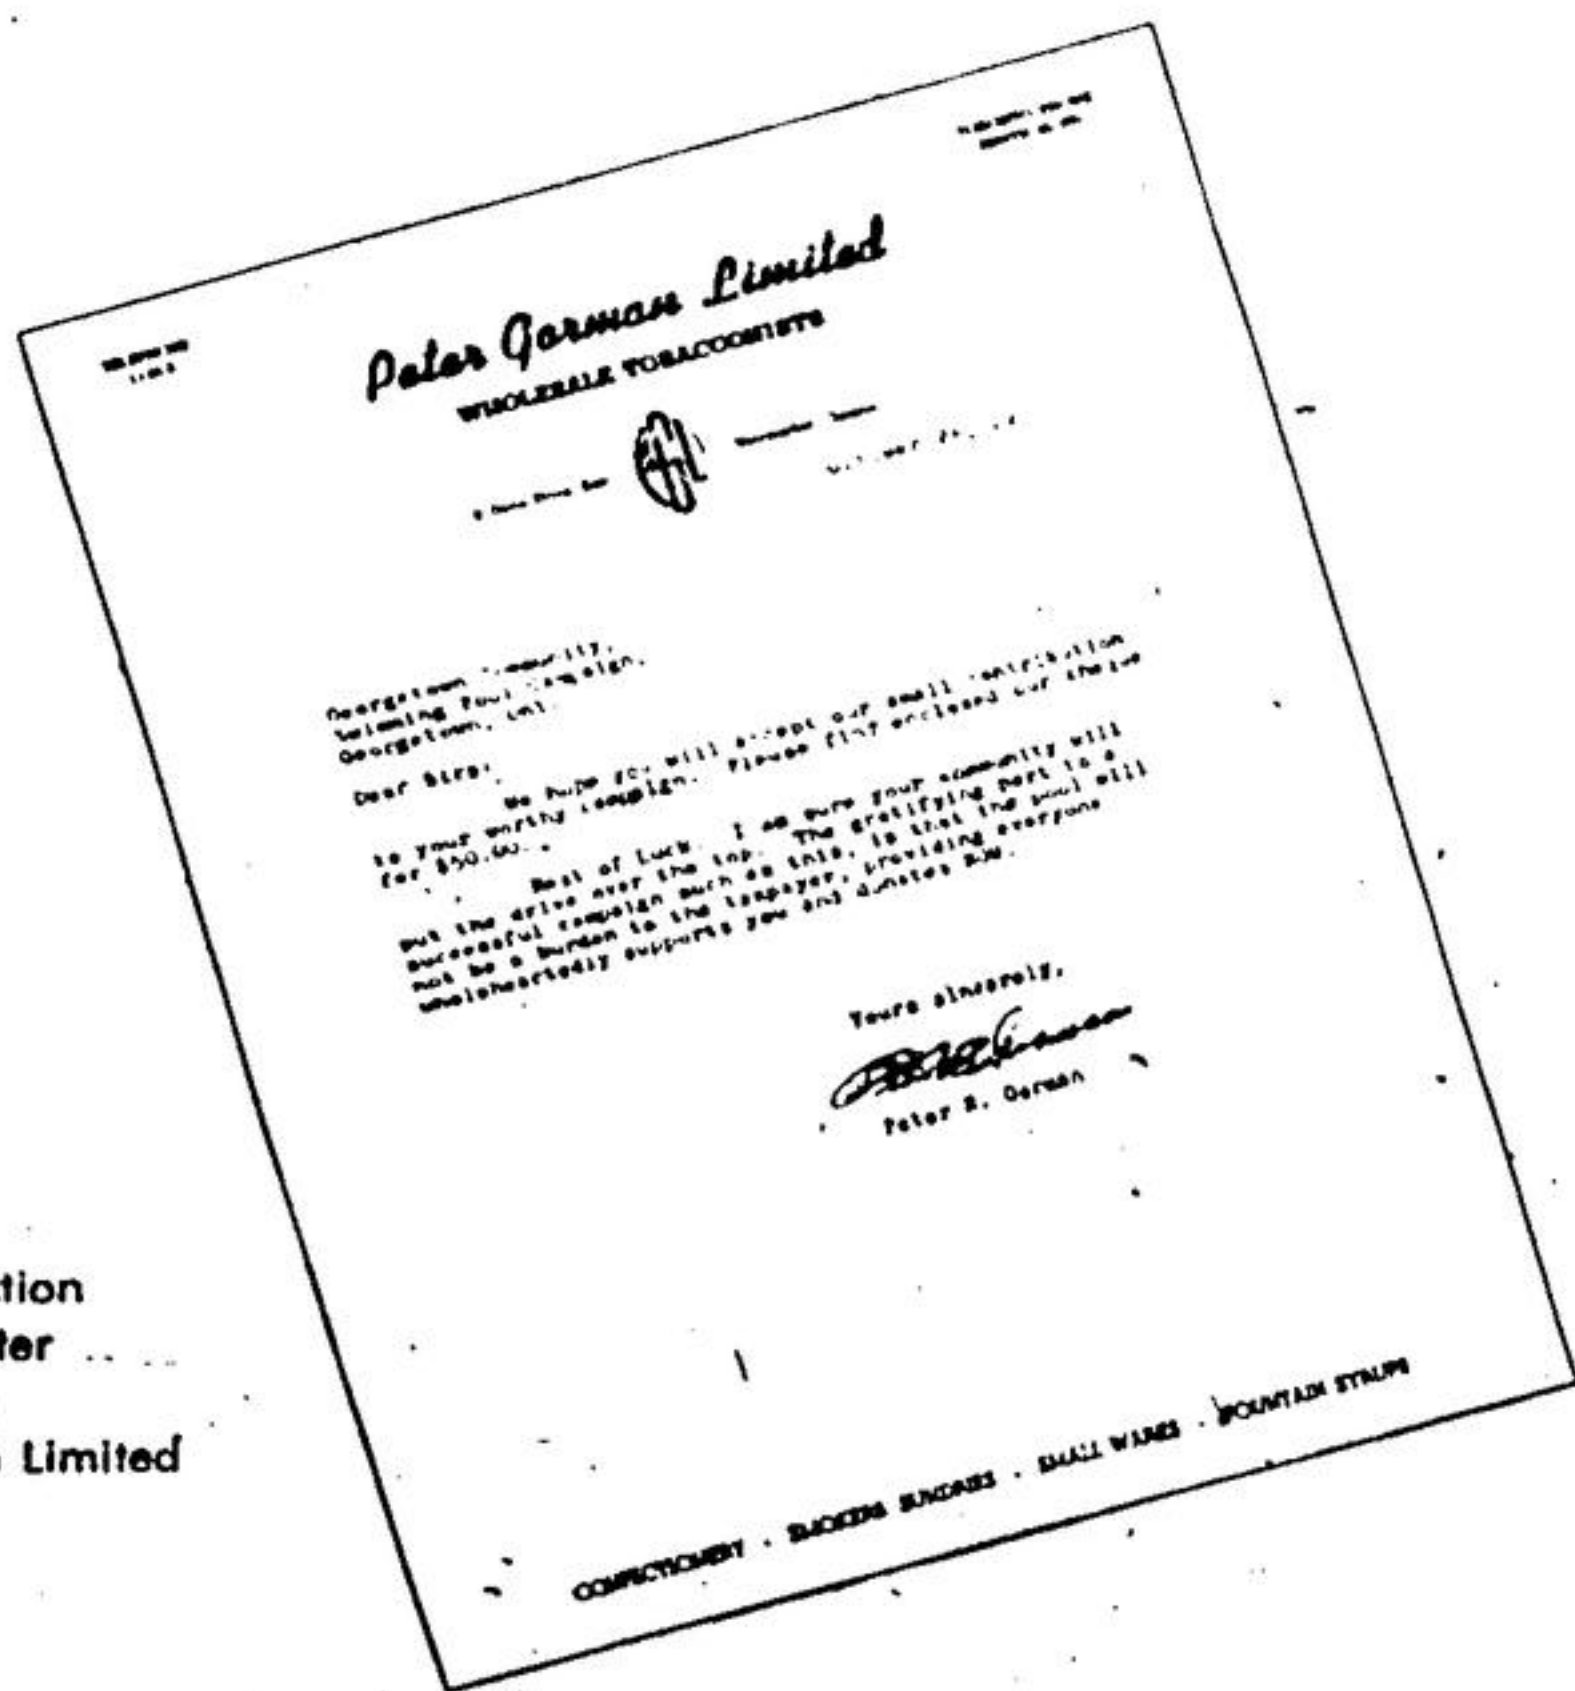 Peter Gorman Limited
WHOLESALE TOBACCONISTS
Georgetown Community,
Swimming Pool Campaign,
Georgetown, Ont.
Dear Sirs,
We hope you will accept our small contribution
to your worthy campaign. Please find enclosed our cheque
for $50.00.
Best of Luck. I am sure your community will
put the drive over the top. The gratifying part to a
successful campaign such as this, is that the pool will
not be a burden to the taxpayer, providing everyone
wholeheartedly supports you and donates NOW.
Yours sincerely,
Peter R. Gorman
CONFECTIONERY . SMOKERS SUNDRIES . SMALL WARES . FOUNTAIN SYRUPS
tion
ter
Limited